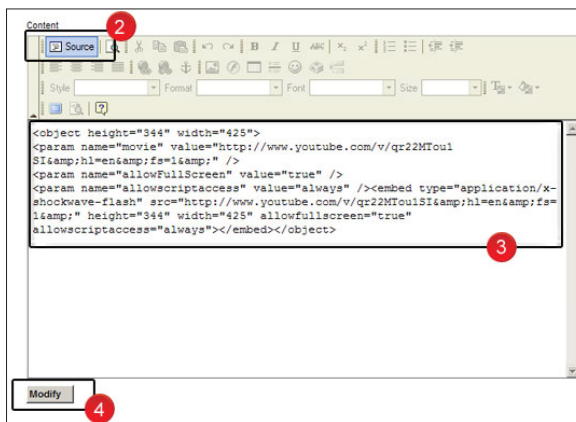 Content
2
Source B I U ABC x₂ x²
Style Format Font Size T
3
<object height="344" width="425">
<param name="movie" value="http://www.youtube.com/v/qr22MTou1
SI&amp;hl=en&amp;fs=1&amp;" />
<param name="allowFullScreen" value="true" />
<param name="allowscriptaccess" value="always" /><embed type="application/x-
shockwave-flash" src="http://www.youtube.com/v/qr22MTou1SI&amp;hl=en&amp;fs=
1&amp;" height="344" width="425" allowfullscreen="true"
allowscriptaccess="always"></embed></object>
Modify
4